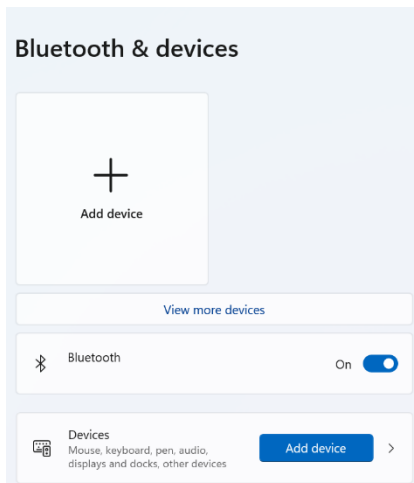 Bluetooth & devices
Add device
View more devices
Bluetooth
On
Devices
Mouse, keyboard, pen, audio,
displays and docks, other devices
Add device